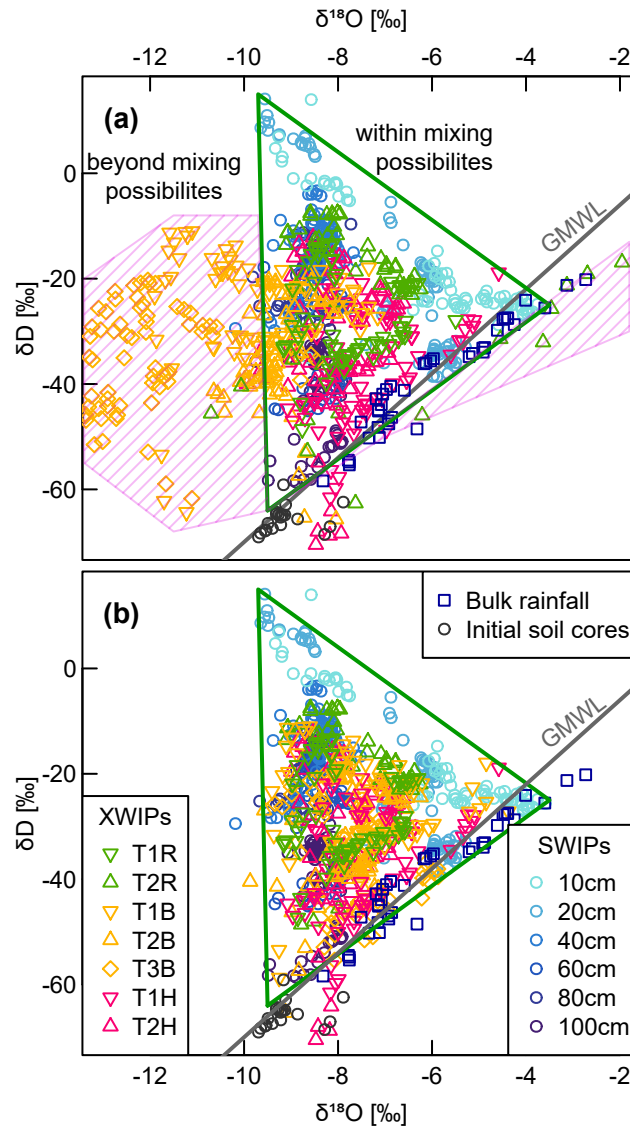 δ¹⁸O [‰]
-12 -10 -8 -6 -4 -2
(a)
within mixing
possibilites
beyond mixing
possibilites
GMWL
0
-20
-40
-60
δD [‰]
(b)
Bulk rainfall
Initial soil cores
GMWL
0
-20
-40
-60
δD [‰]
XWIPs
T1R
T2R
T1B
T2B
T3B
T1H
T2H
SWIPs
10cm
20cm
40cm
60cm
80cm
100cm
-12 -10 -8 -6 -4 -2
δ¹⁸O [‰]